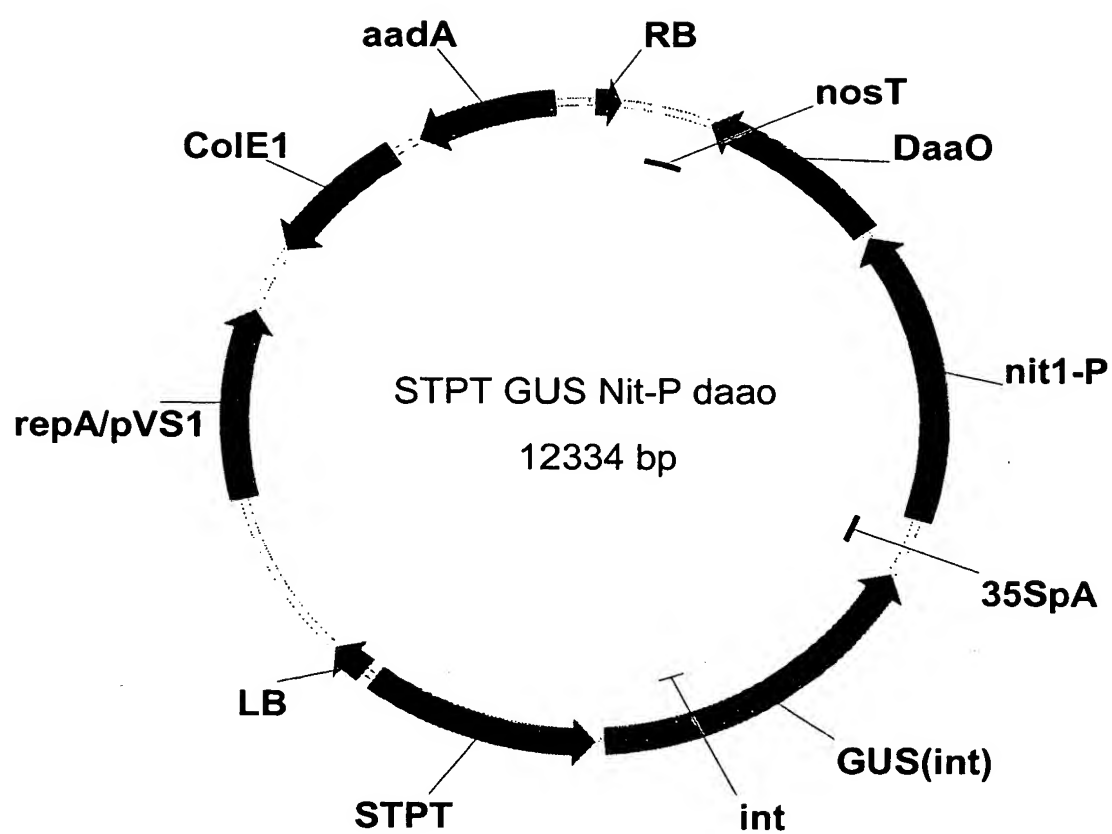 aadA
RB
nosT
ColE1
DaaO
nit1-P
STPT GUS Nit-P daao
repA/pVS1
12334 bp
35SpA
LB
GUS(int)
STPT
int